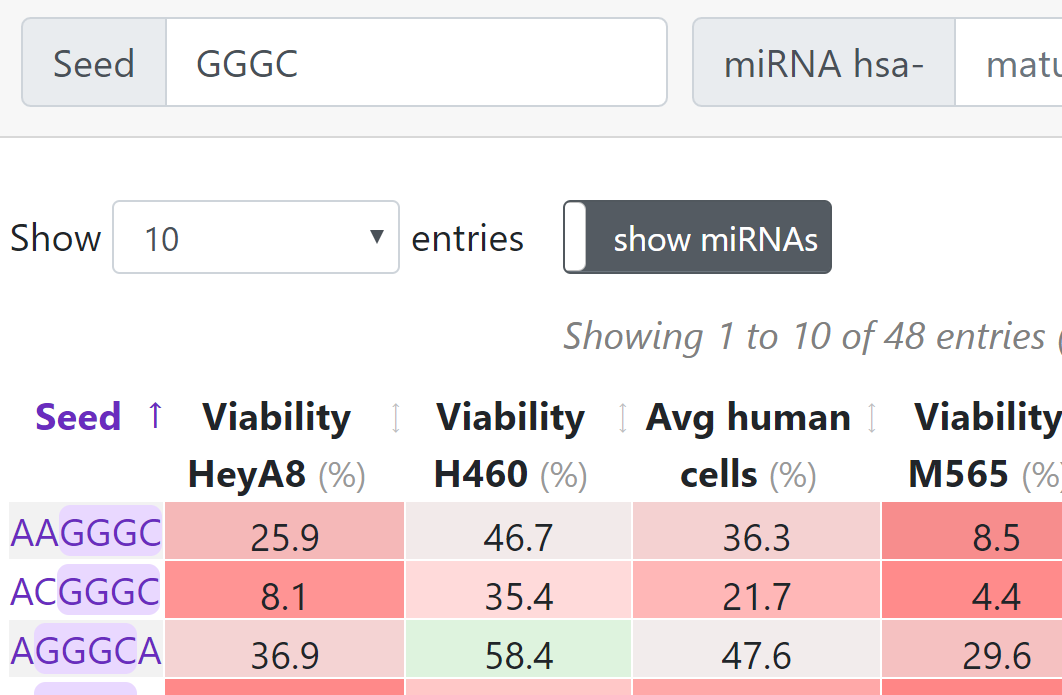 Seed GGGC miRNA hsa- matu
Show 10 entries show miRNAs
Showing 1 to 10 of 48 entries (
Seed ↑ Viability ↕ Viability ↕ Avg human ↕ Viability
HeyA8 (%) H460 (%) cells (%) M565 (%)
AAGGGC 25.9 46.7 36.3 8.5
ACGGGC 8.1 35.4 21.7 4.4
AGGGCA 36.9 58.4 47.6 29.6